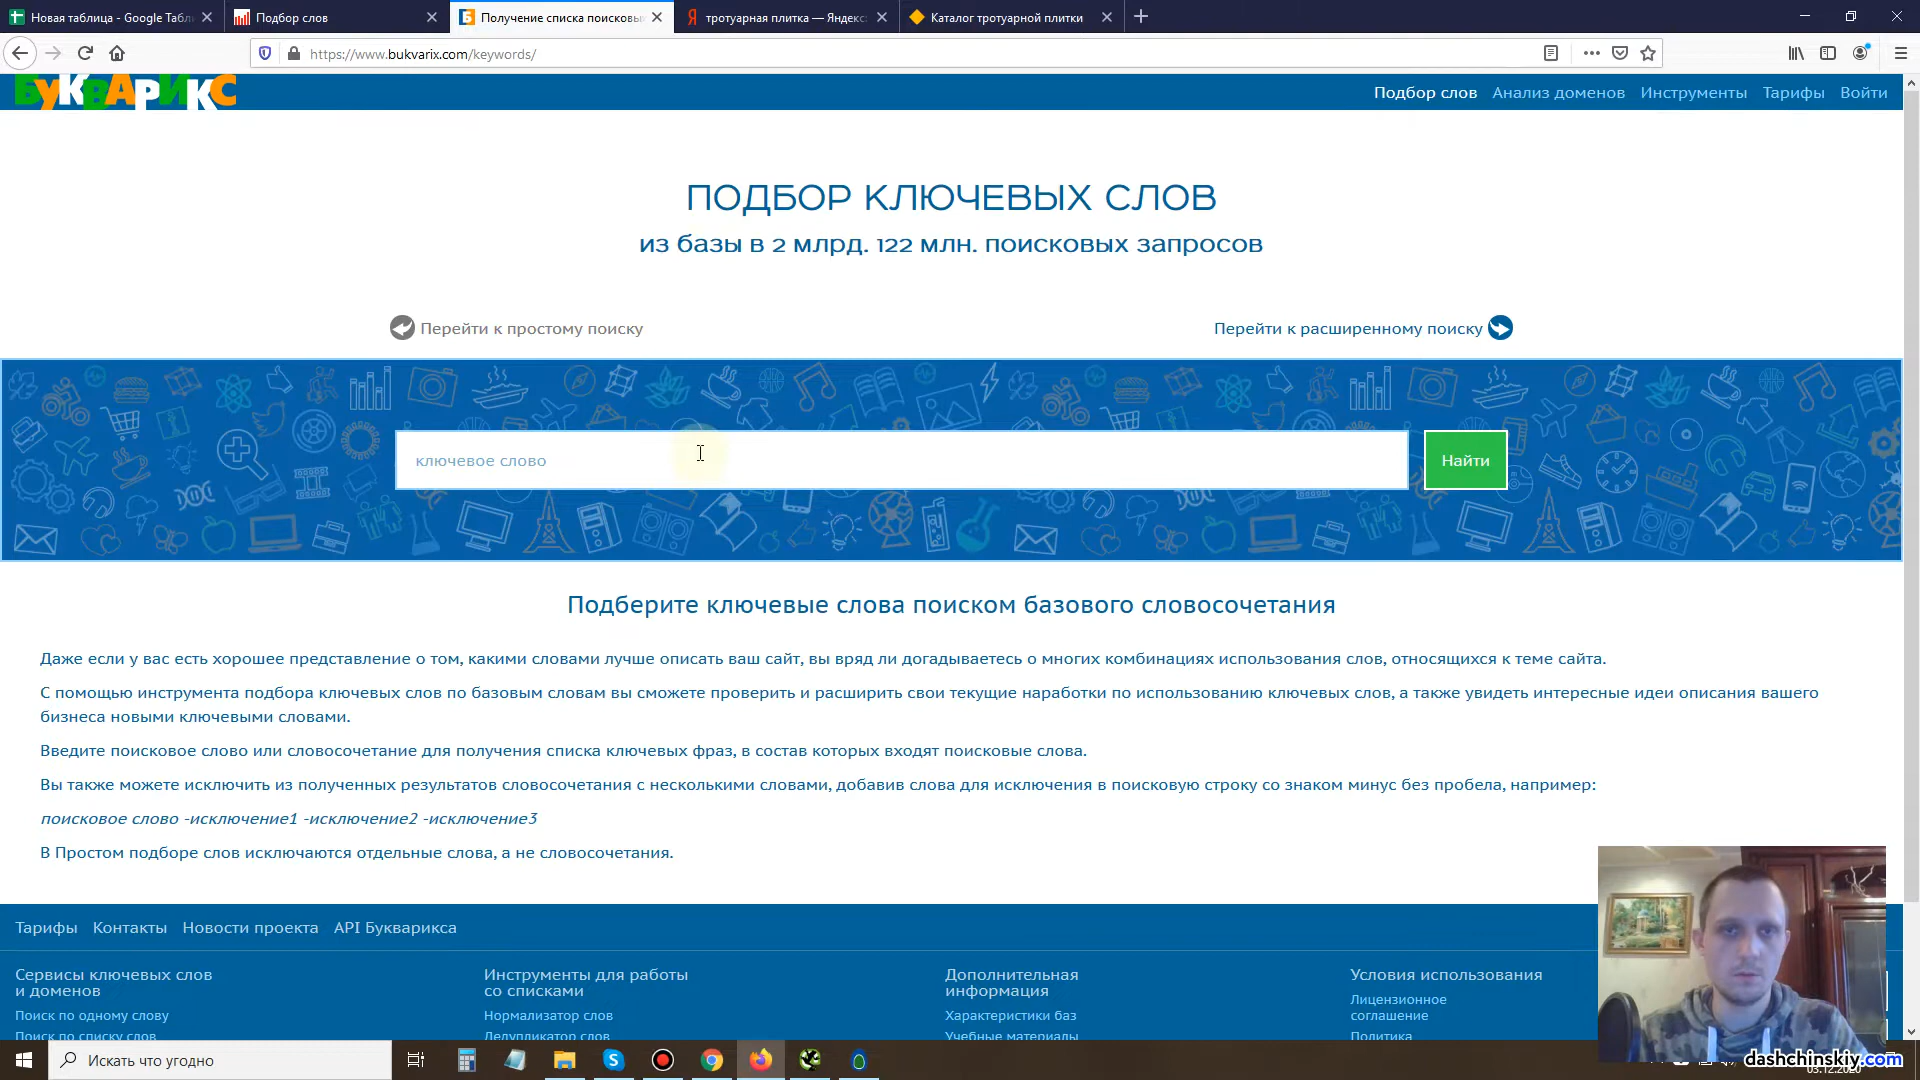 Новая таблица - Google Табл
Подбор слов
Получение списка поисковы
тротуарная плитка — Яндекс
Каталог тротуарной плитки
https://www.bukvarix.com/keywords/
БУКВАРИКС
Подбор слов
Анализ доменов
Инструменты
Тарифы
Войти
ПОДБОР КЛЮЧЕВЫХ СЛОВ
из базы в 2 млрд. 122 млн. поисковых запросов
Перейти к простому поиску
Перейти к расширенному поиску
ключевое слово
Найти
Подберите ключевые слова поиском базового словосочетания
Даже если у вас есть хорошее представление о том, какими словами лучше описать ваш сайт, вы вряд ли догадываетесь о многих комбинациях использования слов, относящихся к теме сайта.
С помощью инструмента подбора ключевых слов по базовым словам вы сможете проверить и расширить свои текущие наработки по использованию ключевых слов, а также увидеть интересные идеи описания вашего
бизнеса новыми ключевыми словами.
Введите поисковое слово или словосочетание для получения списка ключевых фраз, в состав которых входят поисковые слова.
Вы также можете исключить из полученных результатов словосочетания с несколькими словами, добавив слова для исключения в поисковую строку со знаком минус без пробела, например:
поисковое слово -исключение1 -исключение2 -исключение3
В Простом подборе слов исключаются отдельные слова, а не словосочетания.
Тарифы
Контакты
Новости проекта
API Букварикса
Сервисы ключевых слов
и доменов
Поиск по одному слову
Поиск по списку слов
Инструменты для работы
со списками
Нормализатор слов
Дедупликатор слов
Дополнительная
информация
Характеристики баз
Учебные материалы
Условия использования
Лицензионное
соглашение
Политика
Искать что угодно
dashchinskiy.com
03.12.2020